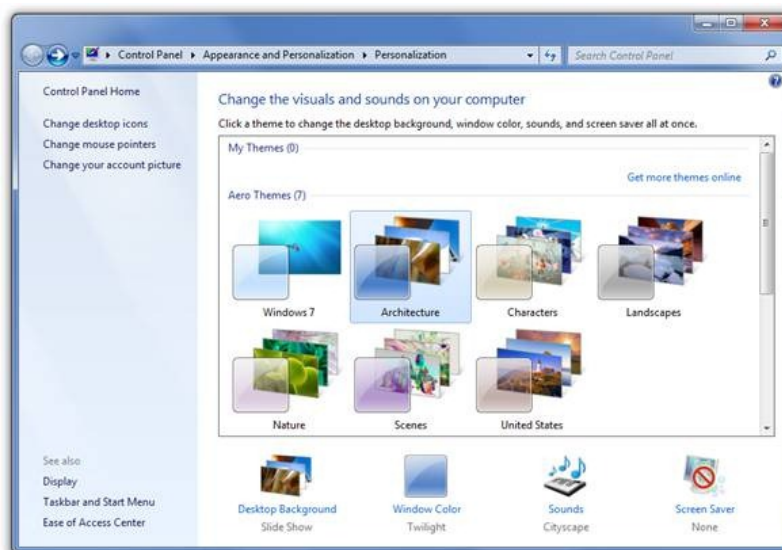 Control Panel
Appearance and Personalization
Personalization
Search Control Panel
Control Panel Home
Change desktop icons
Change mouse pointers
Change your account picture
Change the visuals and sounds on your computer
Click a theme to change the desktop background, window color, sounds, and screen saver all at once.
My Themes (0)
Get more themes online
Aero Themes (7)
Windows 7
Architecture
Characters
Landscapes
Nature
Scenes
United States
See also
Display
Taskbar and Start Menu
Ease of Access Center
Desktop Background
Slide Show
Window Color
Twilight
Sounds
Cityscape
Screen Saver
None